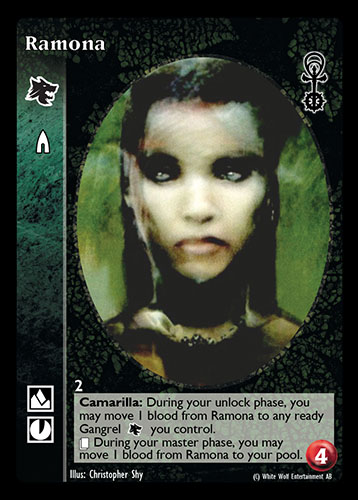 Ramona
2
Camarilla: During your unlock phase, you
may move 1 blood from Ramona to any ready
Gangrel you control.
During your master phase, you may
move 1 blood from Ramona to your pool.
4
Illus: Christopher Shy
(C) White Wolf Entertainment AB